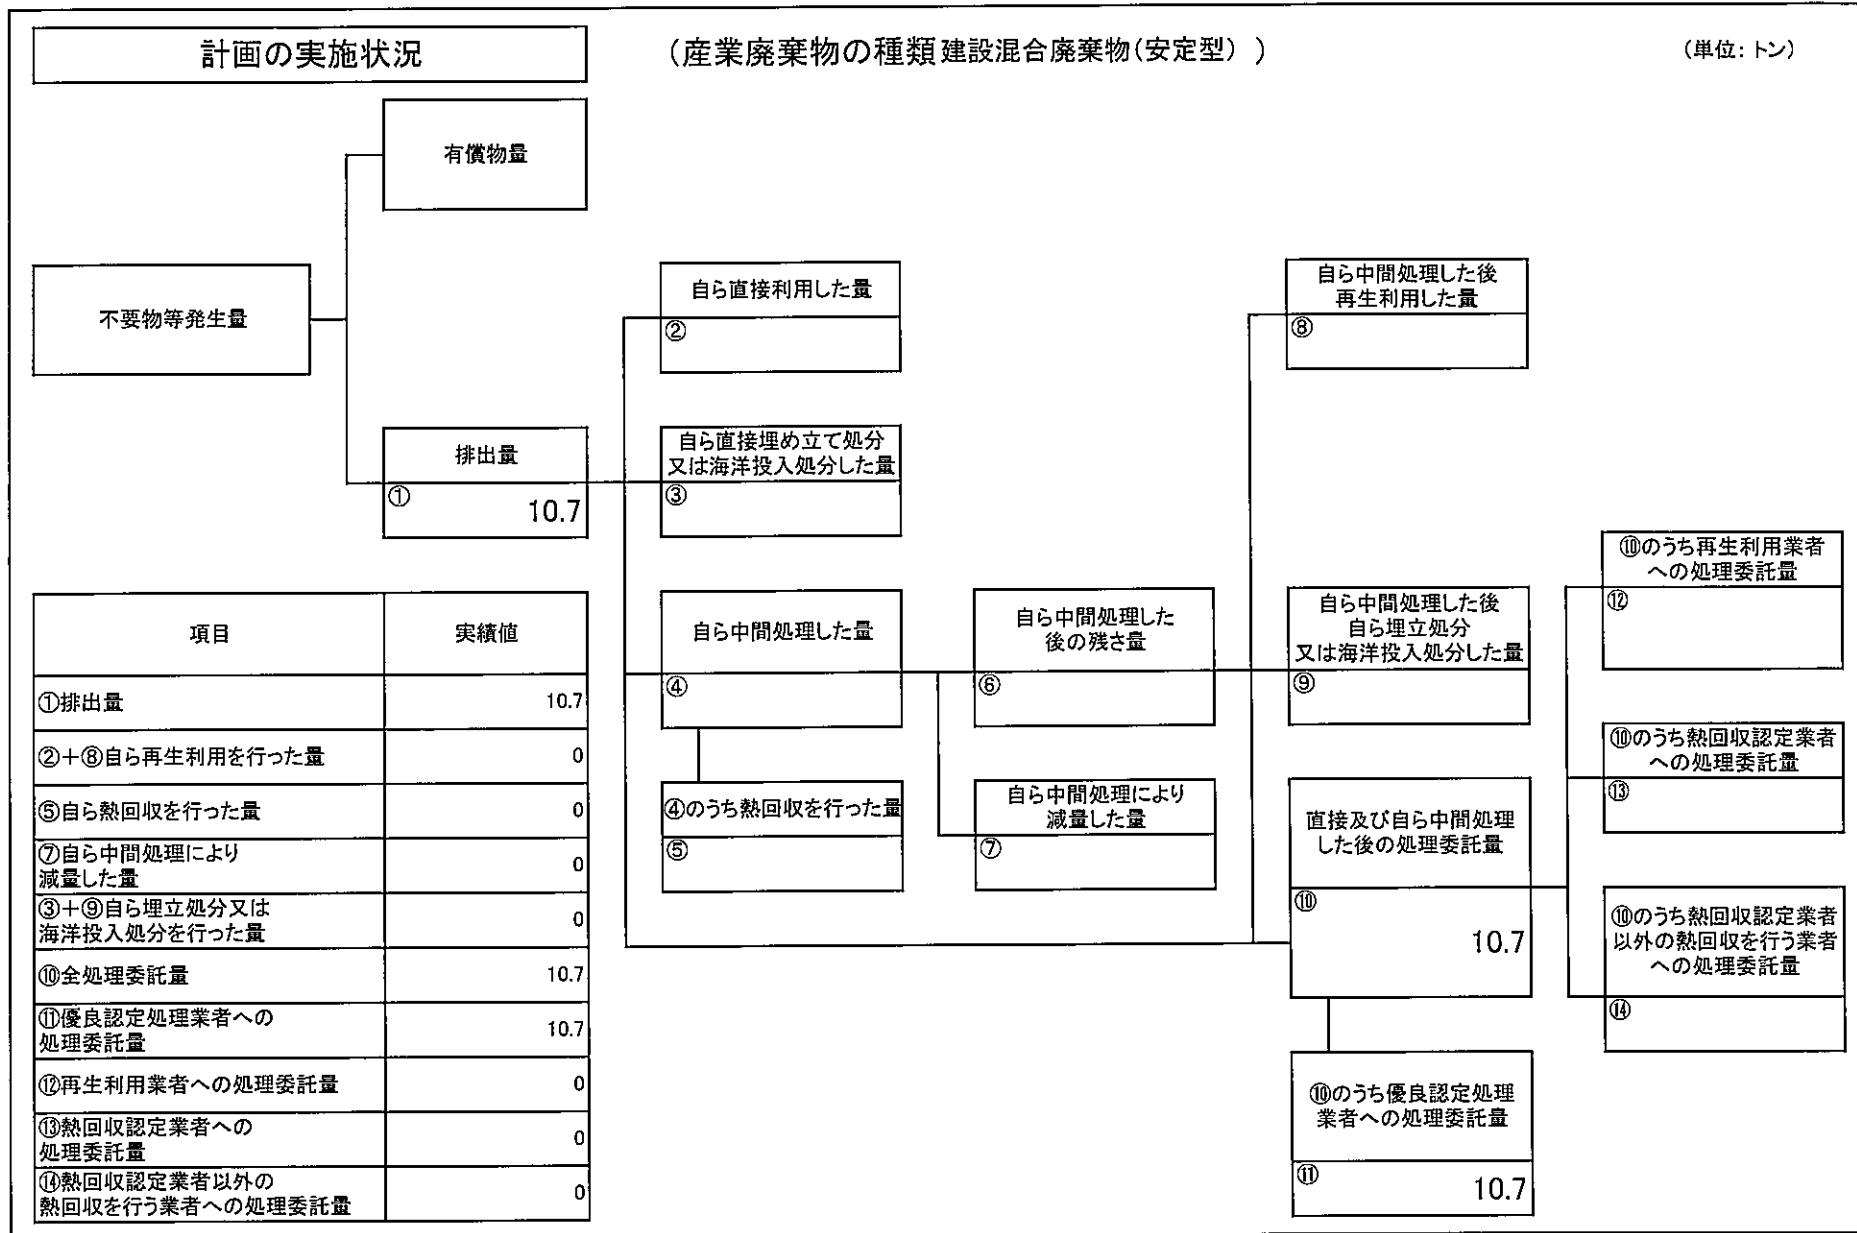 計画の実施状況
（産業廃棄物の種類 建設混合廃棄物（安定型））
（単位：トン）
有償物量
不要物等発生量
排出量
①
10.7
自ら直接利用した量
②
自ら直接埋め立て処分
又は海洋投入処分した量
③
自ら中間処理した量
④
④のうち熱回収を行った量
⑤
自ら中間処理した
後の残さ量
⑥
自ら中間処理により
減量した量
⑦
自ら中間処理した後
再生利用した量
⑧
自ら中間処理した後
自ら埋立処分
又は海洋投入処分した量
⑨
直接及び自ら中間処理
した後の処理委託量
⑩
10.7
⑩のうち優良認定処理
業者への処理委託量
⑪
10.7
⑩のうち再生利用業者
への処理委託量
⑫
⑩のうち熱回収認定業者
への処理委託量
⑬
⑩のうち熱回収認定業者
以外の熱回収を行う業者
への処理委託量
⑭
項目 実績値
①排出量 10.7
②＋⑧自ら再生利用を行った量 0
⑤自ら熱回収を行った量 0
⑦自ら中間処理により
減量した量 0
③＋⑨自ら埋立処分又は
海洋投入処分を行った量 0
⑩全処理委託量 10.7
⑪優良認定処理業者への
処理委託量 10.7
⑫再生利用業者への処理委託量 0
⑬熱回収認定業者への
処理委託量 0
⑭熱回収認定業者以外の
熱回収を行う業者への処理委託量 0